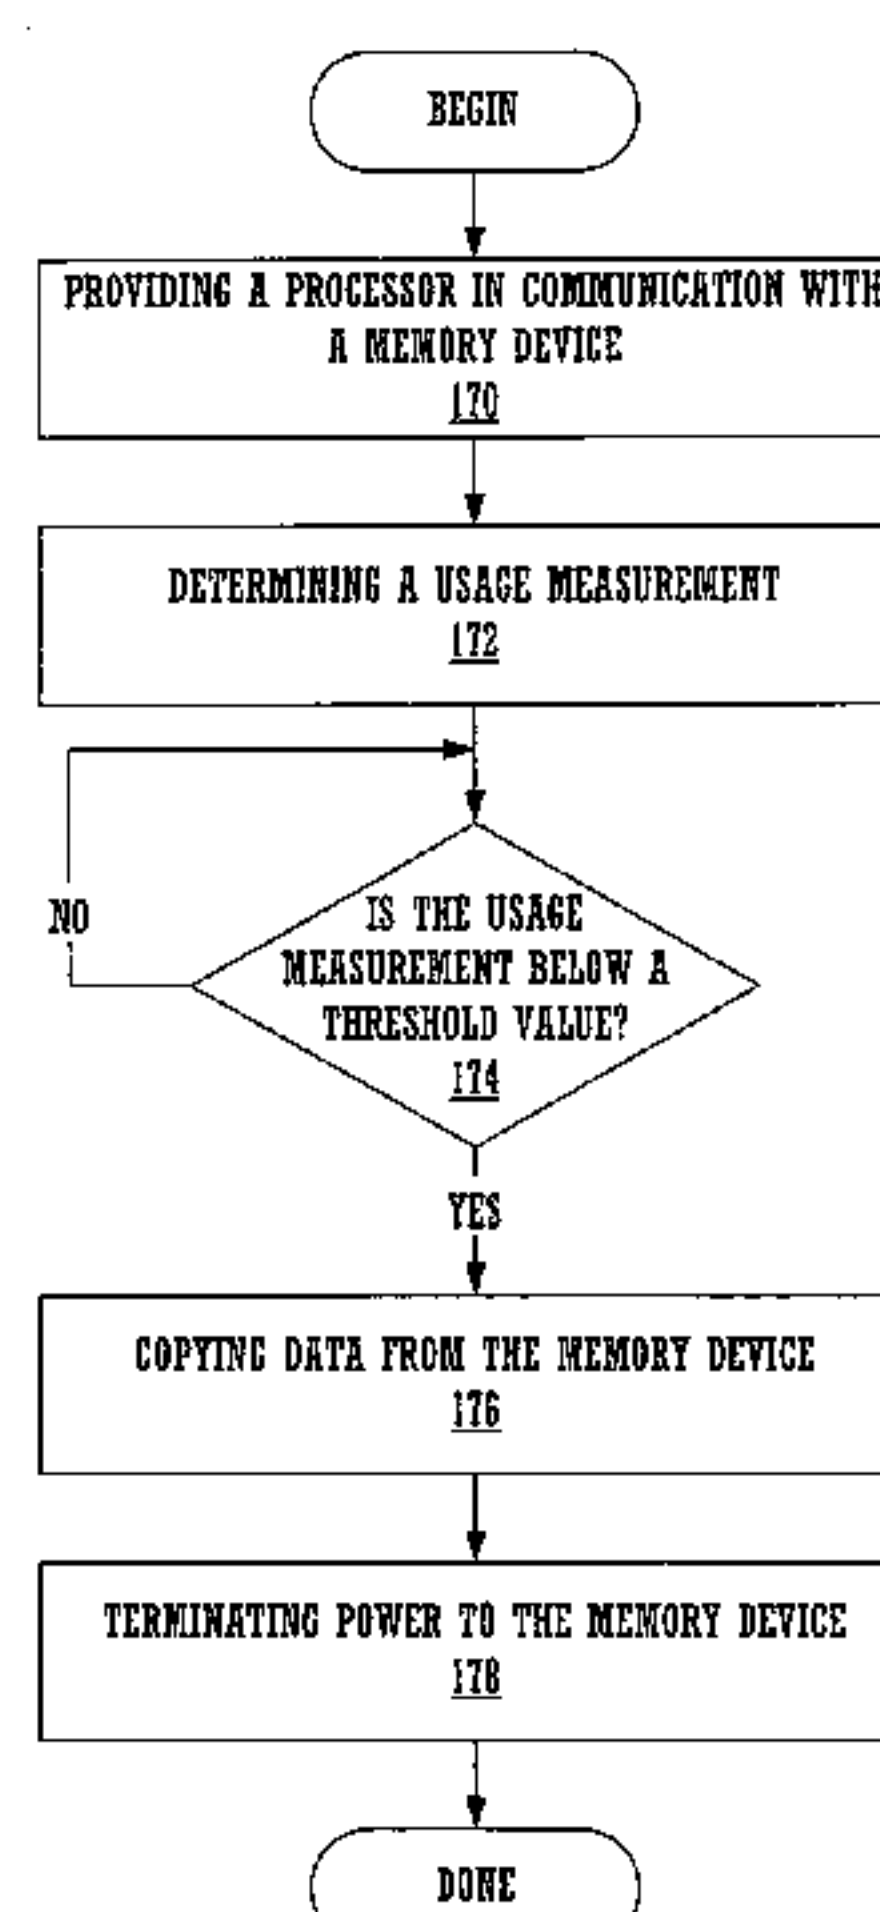 BEGIN
PROVIDING A PROCESSOR IN COMMUNICATION WITH
A MEMORY DEVICE
170
DETERMINING A USAGE MEASUREMENT
172
NO
IS THE USAGE
MEASUREMENT BELOW A
THRESHOLD VALUE?
174
YES
COPYING DATA FROM THE MEMORY DEVICE
176
TERMINATING POWER TO THE MEMORY DEVICE
178
DONE